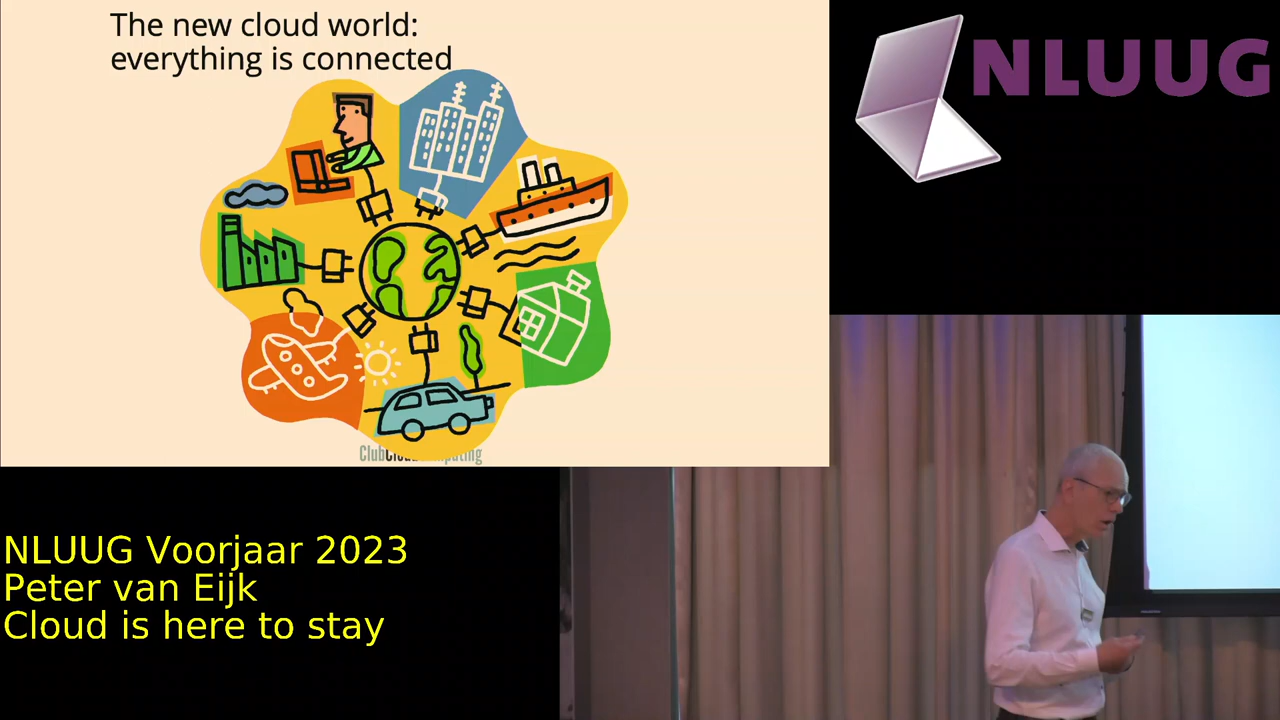 The new cloud world:
everything is connected
NLUUG
ClubCloudComputing
NLUUG Voorjaar 2023
Peter van Eijk
Cloud is here to stay